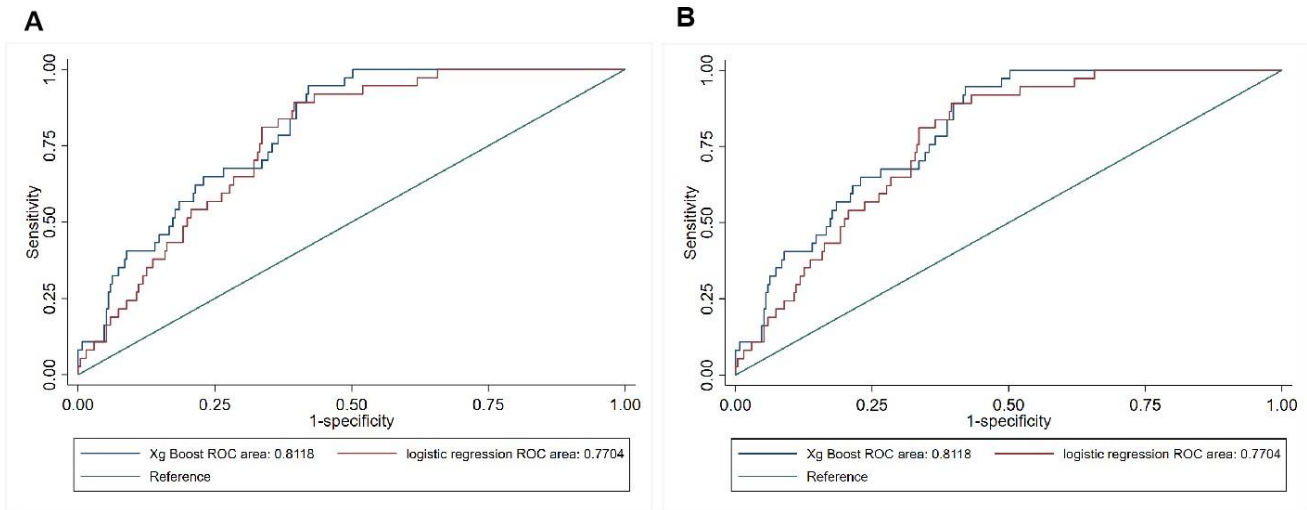 A
Sensitivity
1.00
0.75
0.50
0.25
0.00
0.00 0.25 0.50 0.75 1.00
1-specificity
Xg Boost ROC area: 0.8118 logistic regression ROC area: 0.7704
Reference
B
Sensitivity
1.00
0.75
0.50
0.25
0.00
0.00 0.25 0.50 0.75 1.00
1-specificity
Xg Boost ROC area: 0.8118 logistic regression ROC area: 0.7704
Reference